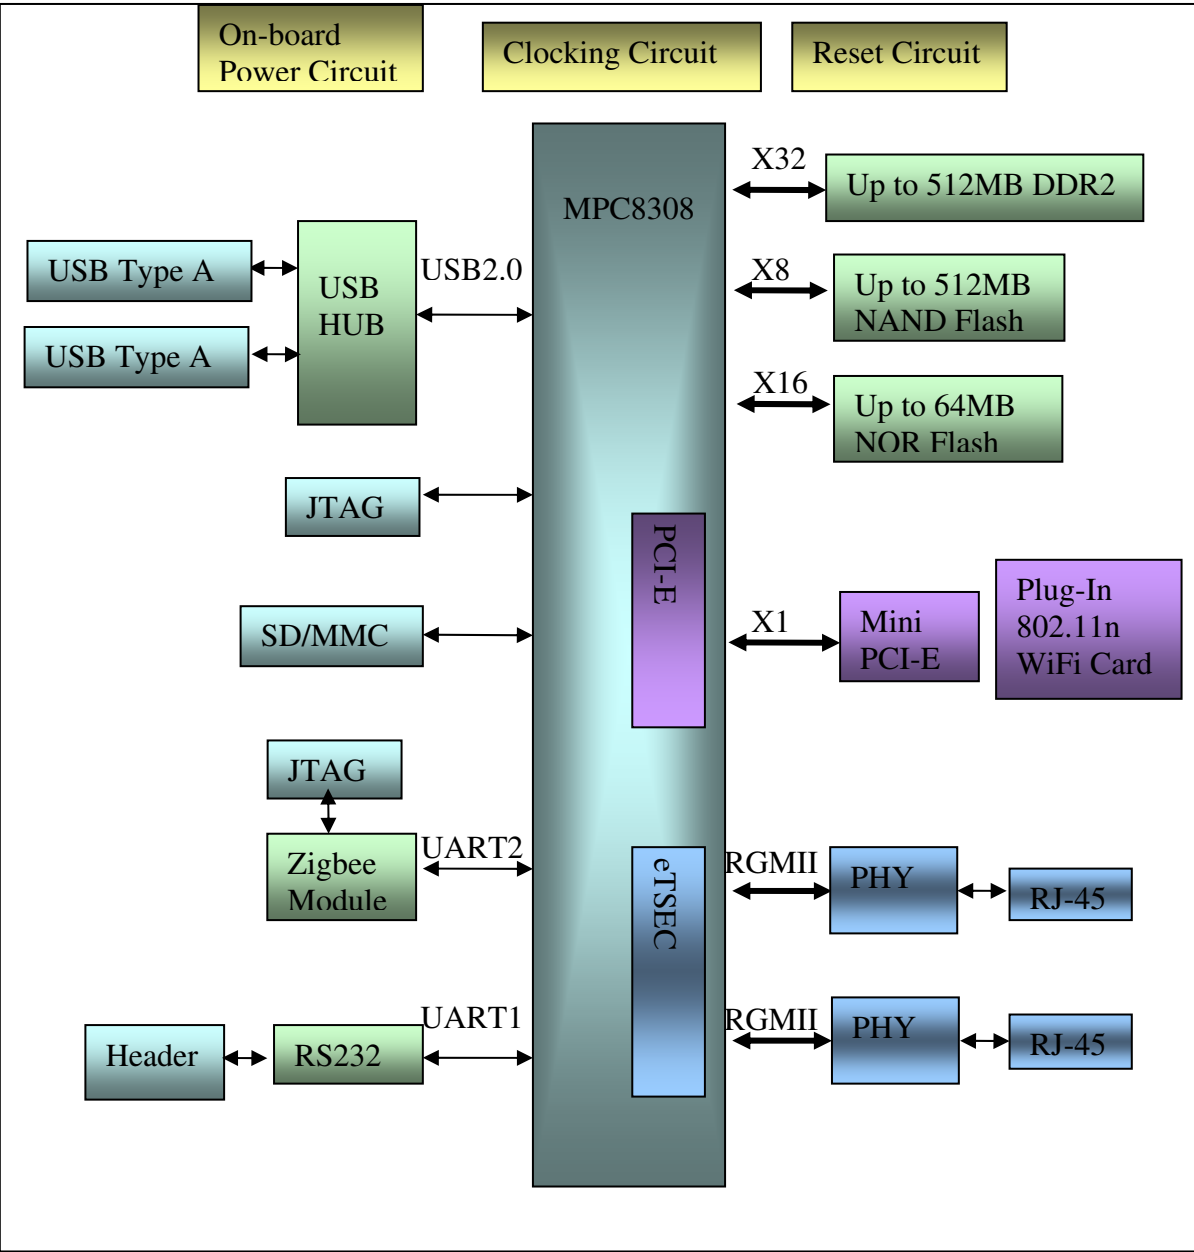 On-board
Power Circuit
Clocking Circuit
Reset Circuit
MPC8308
X32
Up to 512MB DDR2
USB Type A
USB Type A
USB
HUB
USB2.0
X8
Up to 512MB
NAND Flash
X16
Up to 64MB
NOR Flash
JTAG
PCI-E
SD/MMC
X1
Mini
PCI-E
Plug-In
802.11n
WiFi Card
JTAG
Zigbee
Module
UART2
eTSEC
RGMII
PHY
RJ-45
Header
RS232
UART1
RGMII
PHY
RJ-45